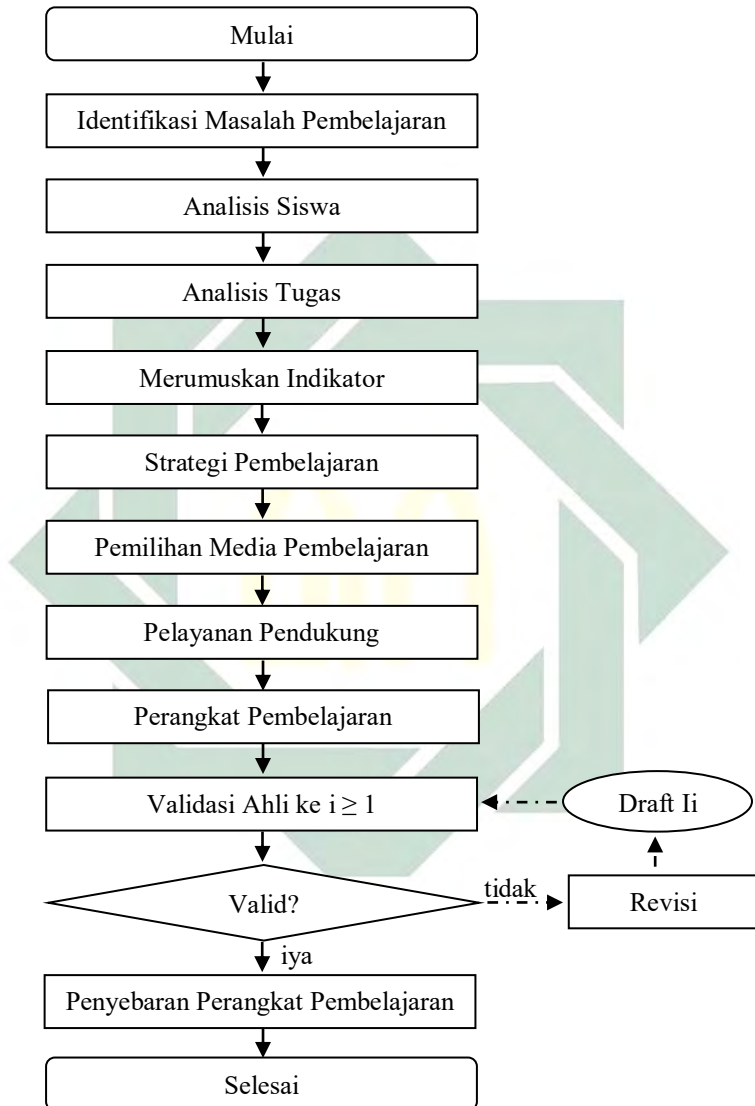 Mulai
Identifikasi Masalah Pembelajaran
Analisis Siswa
Analisis Tugas
Merumuskan Indikator
Strategi Pembelajaran
Pemilihan Media Pembelajaran
Pelayanan Pendukung
Perangkat Pembelajaran
Validasi Ahli ke i ≥ 1
Draft Ii
Valid?
tidak
Revisi
iya
Penyebaran Perangkat Pembelajaran
Selesai